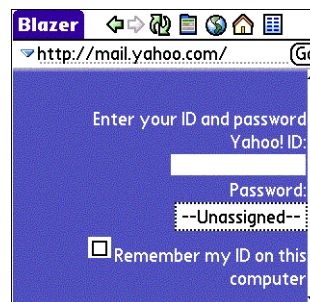 Blazer
http://mail.yahoo.com/ Go
Enter your ID and password
Yahoo! ID:
Password:
--Unassigned--
Remember my ID on this
computer